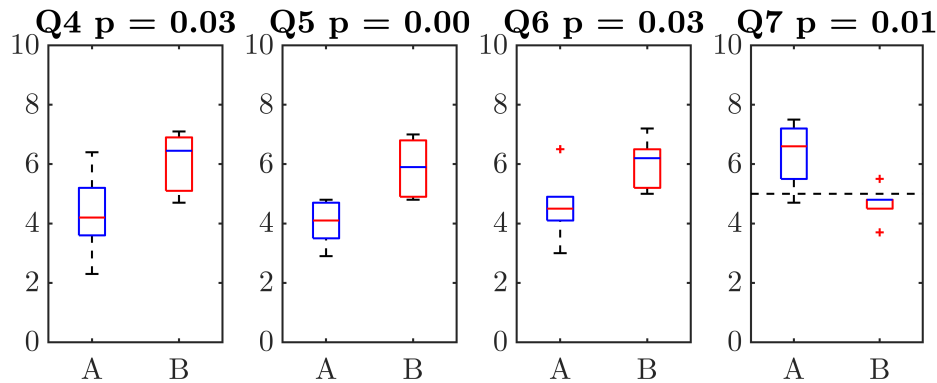 Q4 p = 0.03 Q5 p = 0.00 Q6 p = 0.03 Q7 p = 0.01
10 10 10 10
8 8 8 8
6 6 6 6
4 4 4 4
2 2 2 2
0 0 0 0
A B A B A B A B